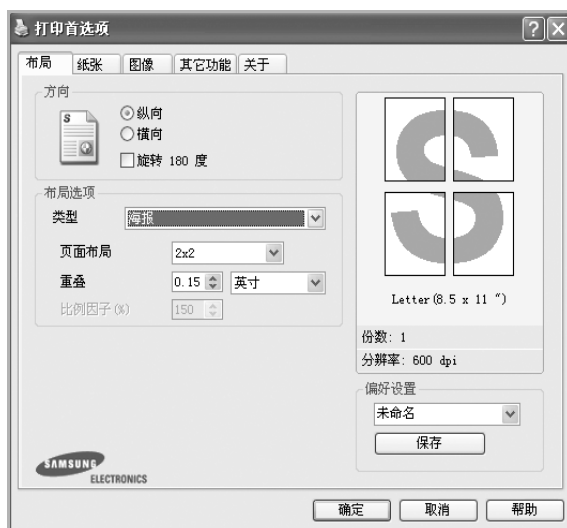 打印首选项
布局 纸张 图像 其它功能 关于
方向
S
纵向
横向
旋转 180 度
布局选项
类型 海报
页面布局 2x2
重叠 0.15 英寸
比例因子(%) 150
S
Letter(8.5 x 11 ")
份数: 1
分辨率: 600 dpi
偏好设置
未命名
保存
SAMSUNG
ELECTRONICS
确定 取消 帮助